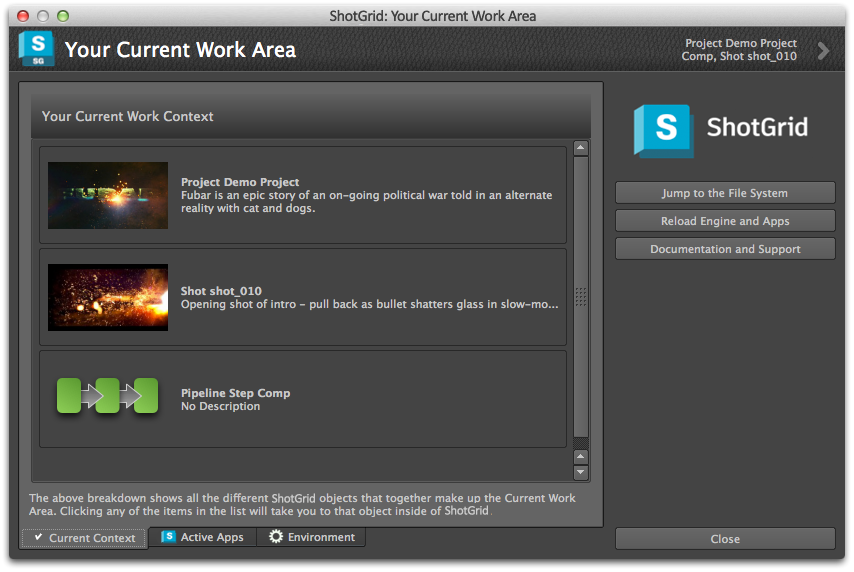 ShotGrid: Your Current Work Area
S
SG
Your Current Work Area
Project Demo Project
Comp, Shot shot_010
Your Current Work Context
Project Demo Project
Fubar is an epic story of an on-going political war told in an alternate
reality with cat and dogs.
Shot shot_010
Opening shot of intro - pull back as bullet shatters glass in slow-mo...
Pipeline Step Comp
No Description
The above breakdown shows all the different ShotGrid objects that together make up the Current Work
Area. Clicking any of the items in the list will take you to that object inside of ShotGrid.
Current Context
S Active Apps
Environment
S ShotGrid
Jump to the File System
Reload Engine and Apps
Documentation and Support
Close